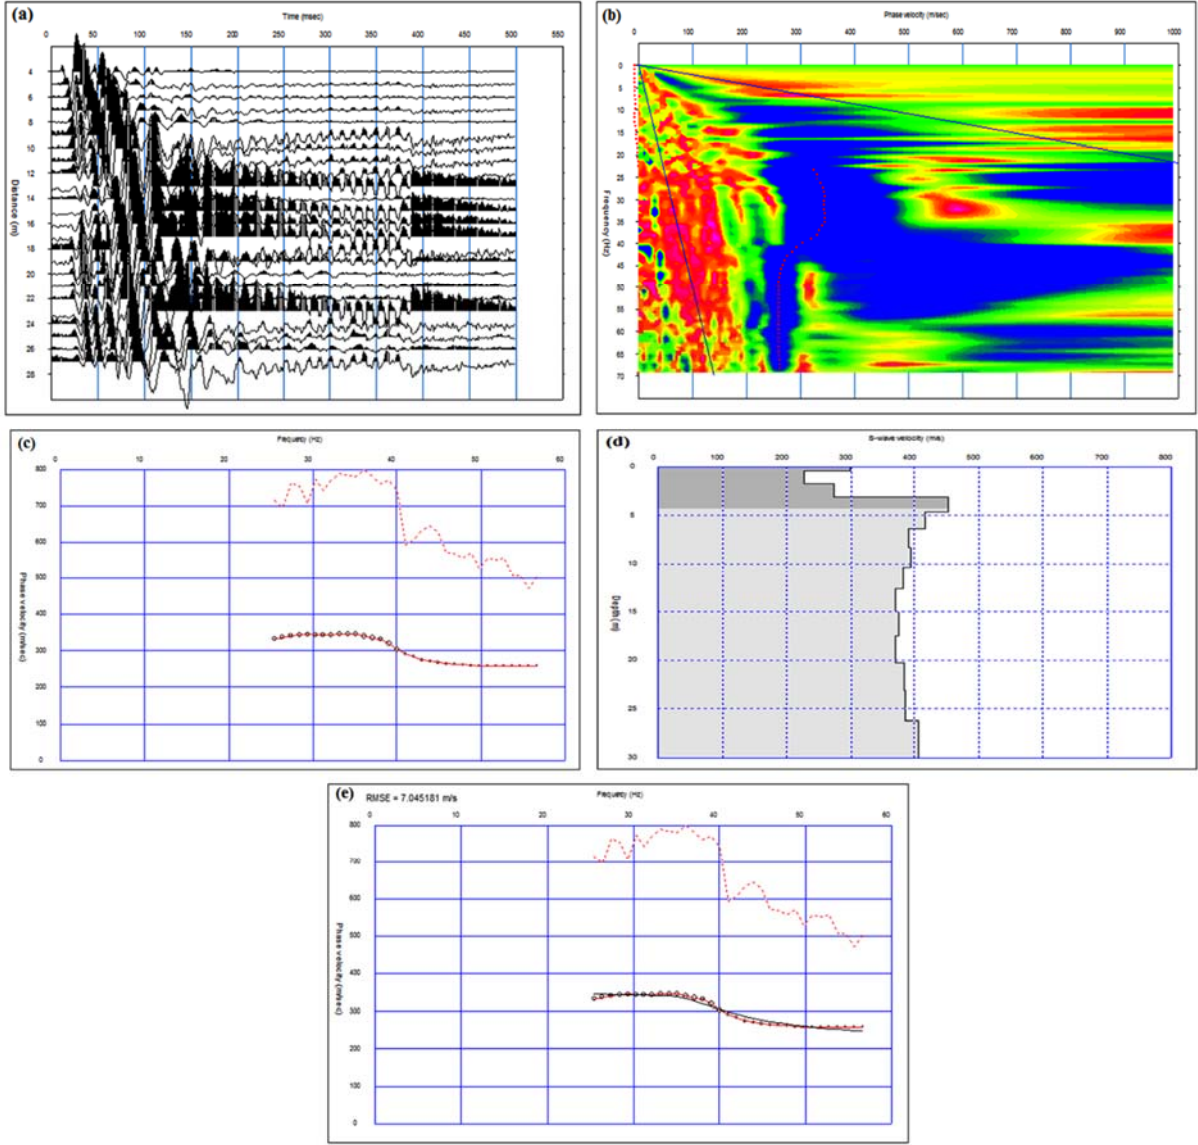 (a)
Time (msec)
0 50 100 150 200 250 300 350 400 450 500 550
4
6
8
10
12
14
16
18
20
22
24
26
28
Distance (m)
(b)
Phase velocity (m/sec)
0 100 200 300 400 500 600 700 800 900 1000
0
5
10
15
20
25
30
35
40
45
50
55
60
65
70
Frequency (Hz)
(c)
Frequency (Hz)
0 10 20 30 40 50 60
800
700
600
500
400
300
200
100
0
Phase velocity (m/sec)
(d)
S-wave velocity (m/s)
0 100 200 300 400 500 600 700 800
0
5
10
15
20
25
30
Depth (m)
(e)
RMSE = 7.045181 m/s
Frequency (Hz)
0 10 20 30 40 50 60
800
700
600
500
400
300
200
100
0
Phase velocity (m/sec)